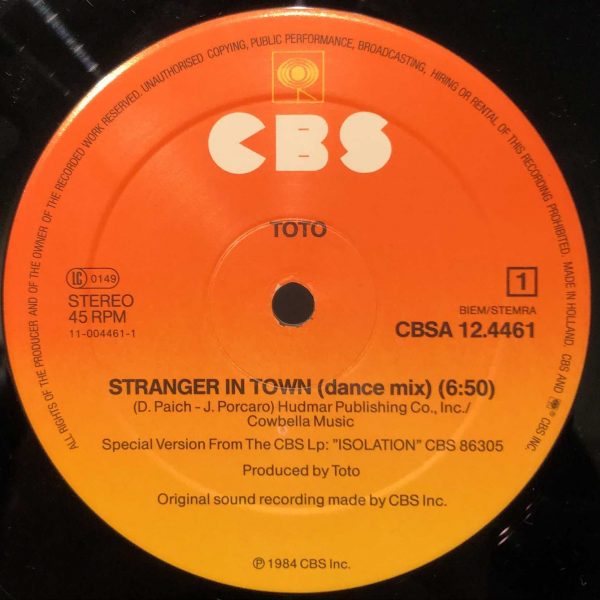 ALL RIGHTS OF THE PRODUCER AND OF THE OWNER OF THE RECORDED WORK RESERVED. UNAUTHORISED COPYING, PUBLIC PERFORMANCE, BROADCASTING, HIRING OR RENTAL OF THIS RECORDING PROHIBITED. MADE IN HOLLAND. CBS AND ARE ® CBS INC.
CBS
TOTO
LC 0149
STEREO
45 RPM
11-004461-1
1
BIEM/STEMRA
CBSA 12.4461
STRANGER IN TOWN (dance mix) (6:50)
(D. Paich - J. Porcaro) Hudmar Publishing Co., Inc./
Cowbella Music
Special Version From The CBS Lp: "ISOLATION" CBS 86305
Produced by Toto
Original sound recording made by CBS Inc.
℗ 1984 CBS Inc.